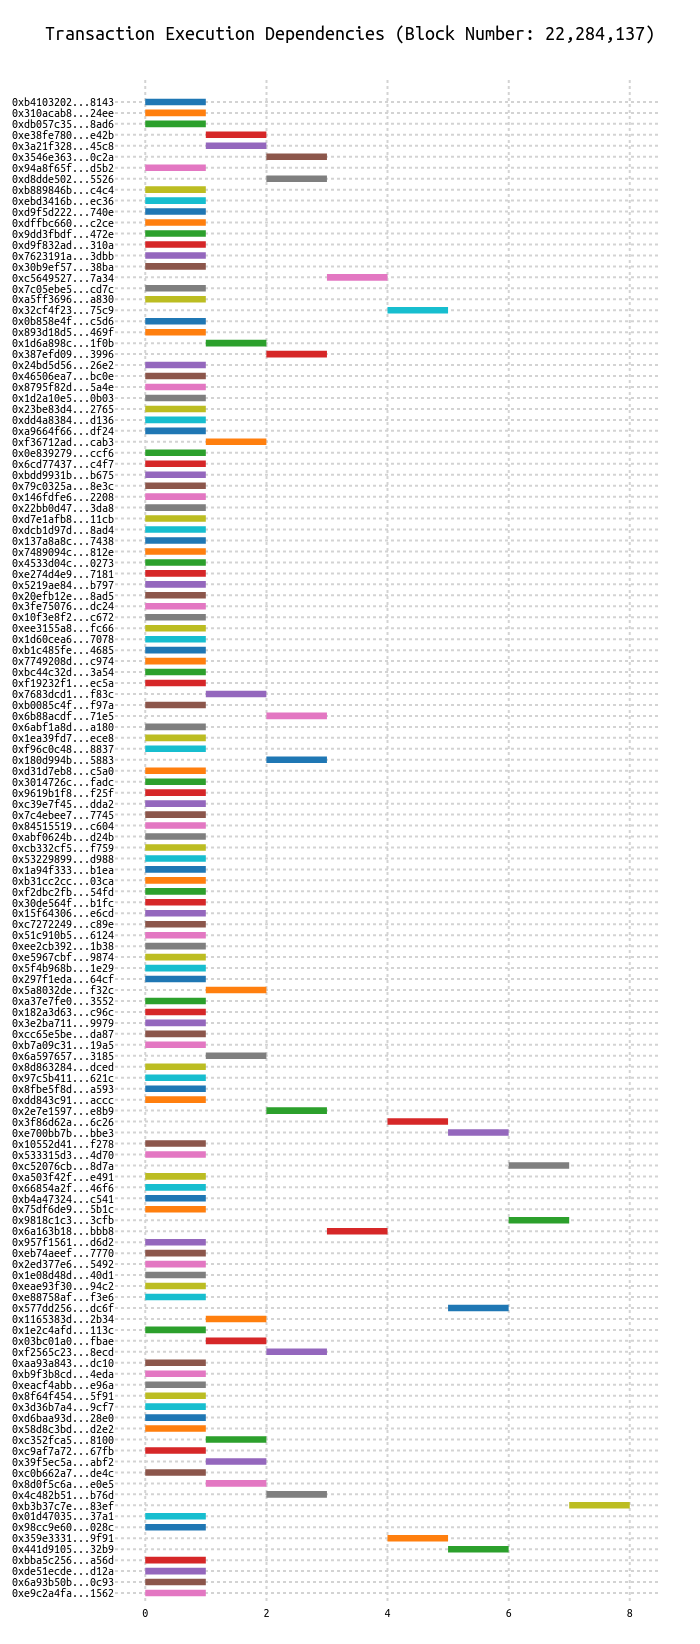 Transaction Execution Dependencies (Block Number: 22,284,137)
0xb4103202...8143
0x310acab8...24ee
0xdb057c35...8ad6
0xe38fe780...e42b
0x3a21f328...45c8
0x3546e363...0c2a
0x94a8f65f...d5b2
0xd8dde502...5526
0xb889846b...c4c4
0xebd3416b...ec36
0xd9f5d222...740e
0xdffbc660...c2ce
0x9dd3fbdf...472e
0xd9f832ad...310a
0x7623191a...3dbb
0x30b9ef57...38ba
0xc5649527...7a34
0x7c05ebe5...cd7c
0xa5ff3696...a830
0x32cf4f23...75c9
0x0b858e4f...c5d6
0x893d18d5...469f
0x1d6a898c...1f0b
0x387efd09...3996
0x24bd5d56...26e2
0x46506ea7...bc0e
0x8795f82d...5a4e
0x1d2a10e5...0b03
0x23be83d4...2765
0xdd4a8384...d136
0xa9664f66...df24
0xf36712ad...cab3
0x0e839279...ccf6
0x6cd77437...c4f7
0xbdd9931b...b675
0x79c0325a...8e3c
0x146fdfe6...2208
0x22bb0d47...3da8
0xd7e1afb8...11cb
0xdcb1d97d...8ad4
0x137a8a8c...7438
0x7489094c...812e
0x4533d04c...0273
0xe274d4e9...7181
0x5219ae84...b797
0x20efb12e...8ad5
0x3fe75076...dc24
0x10f3e8f2...c672
0xee3155a8...fc66
0x1d60cea6...7078
0xb1c485fe...4685
0x7749208d...c974
0xbc44c32d...3a54
0xf19232f1...ec5a
0x7683dcd1...f83c
0xb0085c4f...f97a
0x6b88acdf...71e5
0x6abf1a8d...a180
0x1ea39fd7...ece8
0xf96c0c48...8837
0x180d994b...5883
0xd31d7eb8...c5a0
0x3014726c...fadc
0x9619b1f8...f25f
0xc39e7f45...dda2
0x7c4ebee7...7745
0x84515519...c604
0xabf0624b...d24b
0xcb332cf5...f759
0x53229899...d988
0x1a94f333...b1ea
0xb31cc2cc...03ca
0xf2dbc2fb...54fd
0x30de564f...b1fc
0x15f64306...e6cd
0xc7272249...c89e
0x51c910b5...6124
0xee2cb392...1b38
0xe5967cbf...9874
0x5f4b968b...1e29
0x297f1eda...64cf
0x5a8032de...f32c
0xa37e7fe0...3552
0x182a3d63...c96c
0x3e2ba711...9979
0xcc65e5be...da87
0xb7a09c31...19a5
0x6a597657...3185
0x8d863284...dced
0x97c5b411...621c
0x8fbe5f8d...a593
0xdd843c91...accc
0x2e7e1597...e8b9
0x3f86d62a...6c26
0xe700bb7b...bbe3
0x10552d41...f278
0x533315d3...4d70
0xc52076cb...8d7a
0xa503f42f...e491
0x66854a2f...46f6
0xb4a47324...c541
0x75df6de9...5b1c
0x9818c1c3...3cfb
0x6a163b18...bbb8
0x957f1561...d6d2
0xeb74aeef...7770
0x2ed377e6...5492
0x1e08d48d...40d1
0xeae93f30...94c2
0xe88758af...f3e6
0x577dd256...dc6f
0x1165383d...2b34
0x1e2c4afd...113c
0x03bc01a0...fbae
0xf2565c23...8ecd
0xaa93a843...dc10
0xb9f3b8cd...4eda
0xeacf4abb...e96a
0x8f64f454...5f91
0x3d36b7a4...9cf7
0xd6baa93d...28e0
0x58d8c3bd...d2e2
0xc352fca5...8100
0xc9af7a72...67fb
0x39f5ec5a...abf2
0xc0b662a7...de4c
0x8d0f5c6a...e0e5
0x4c482b51...b76d
0xb3b37c7e...83ef
0x01d47035...37a1
0x98cc9e60...028c
0x359e3331...9f91
0x441d9105...32b9
0xbba5c256...a56d
0xde51ecde...d12a
0x6a93b50b...0c93
0xe9c2a4fa...1562
0 2 4 6 8